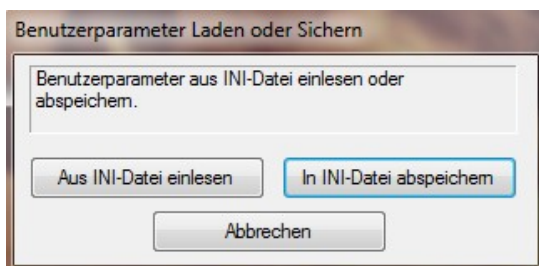 Benutzerparameter Laden oder Sichern
Benutzerparameter aus INI-Datei einlesen oder
abspeichern.
Aus INI-Datei einlesen
In INI-Datei abspeichern
Abbrechen